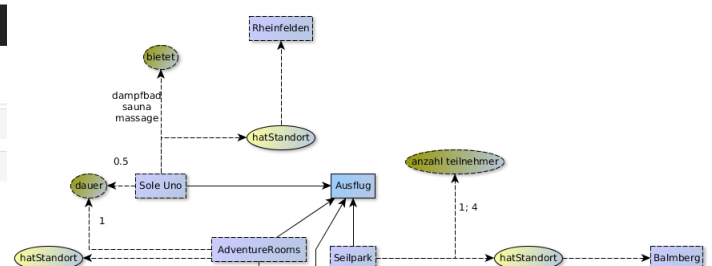 Rheinfelden
bietet
dampfbad
sauna
massage
hatStandort
anzahl teilnehmer
0.5
dauer
Sole Uno
Ausflug
1; 4
1
AdventureRooms
hatStandort
Seilpark
hatStandort
Balmberg